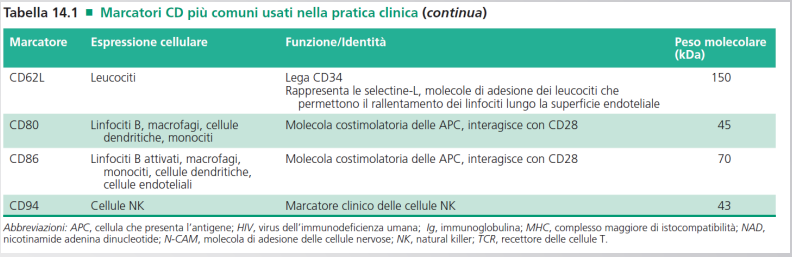 Tabella 14.1 ■ Marcatori CD più comuni usati nella pratica clinica (continua)
Marcatore Espressione cellulare Funzione/Identità Peso molecolare (kDa)
CD62L Leucociti Lega CD34 150
Rappresenta le selectine-L, molecole di adesione dei leucociti che
permettono il rallentamento dei linfociti lungo la superficie endoteliale
CD80 Linfociti B, macrofagi, cellule Molecola costimolatoria delle APC, interagisce con CD28 45
dendritiche, monociti
CD86 Linfociti B attivati, macrofagi, Molecola costimolatoria delle APC, interagisce con CD28 70
monociti, cellule dendritiche,
cellule endoteliali
CD94 Cellule NK Marcatore clinico delle cellule NK 43
Abbreviazioni: APC, cellula che presenta l'antigene; HIV, virus dell'immunodeficienza umana; Ig, immunoglobulina; MHC, complesso maggiore di istocompatibilità; NAD,
nicotinamide adenina dinucleotide; N-CAM, molecola di adesione delle cellule nervose; NK, natural killer; TCR, recettore delle cellule T.